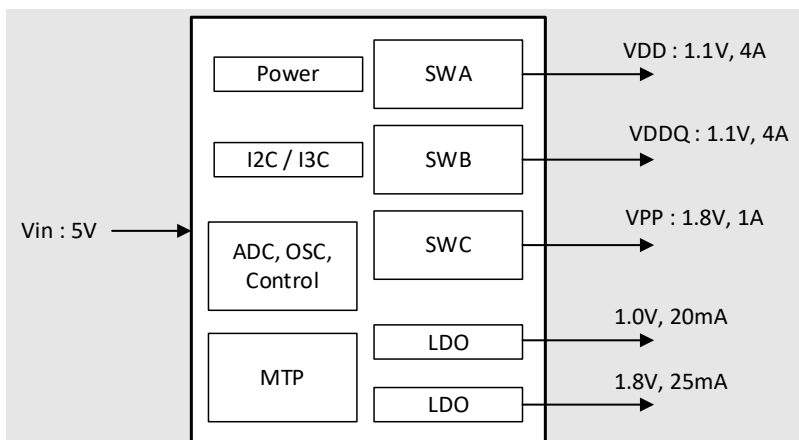 Vin : 5V
Power
I2C / I3C
ADC, OSC,
Control
MTP
SWA
SWB
SWC
LDO
LDO
VDD : 1.1V, 4A
VDDQ : 1.1V, 4A
VPP : 1.8V, 1A
1.0V, 20mA
1.8V, 25mA